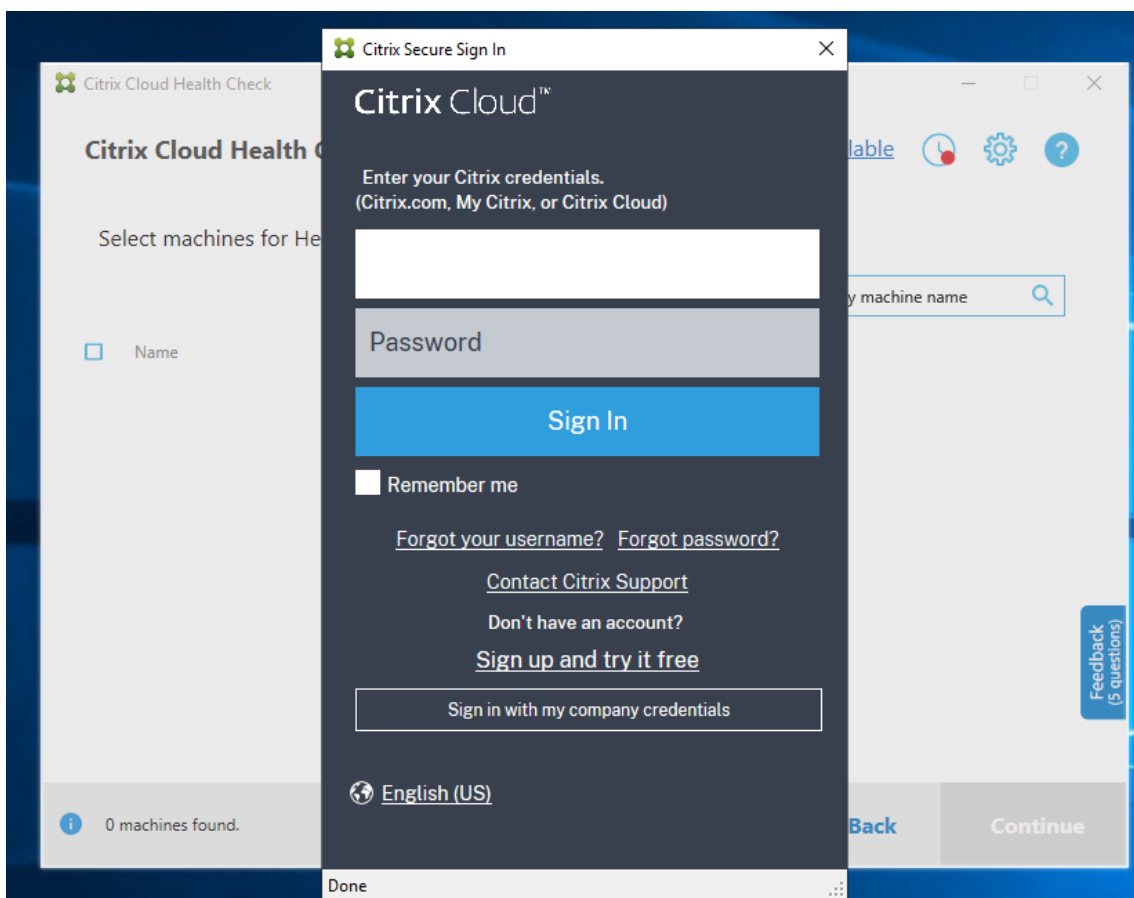 Citrix Secure Sign In
Citrix Cloud Health Check
Citrix Cloud™
Citrix Cloud Health
lable
?
Enter your Citrix credentials.
(Citrix.com, My Citrix, or Citrix Cloud)
Select machines for He
y machine name
Password
Name
Sign In
Remember me
Forgot your username? Forgot password?
Contact Citrix Support
Don't have an account?
Sign up and try it free
Feedback
(5 questions)
Sign in with my company credentials
English (US)
0 machines found.
Back
Continue
Done